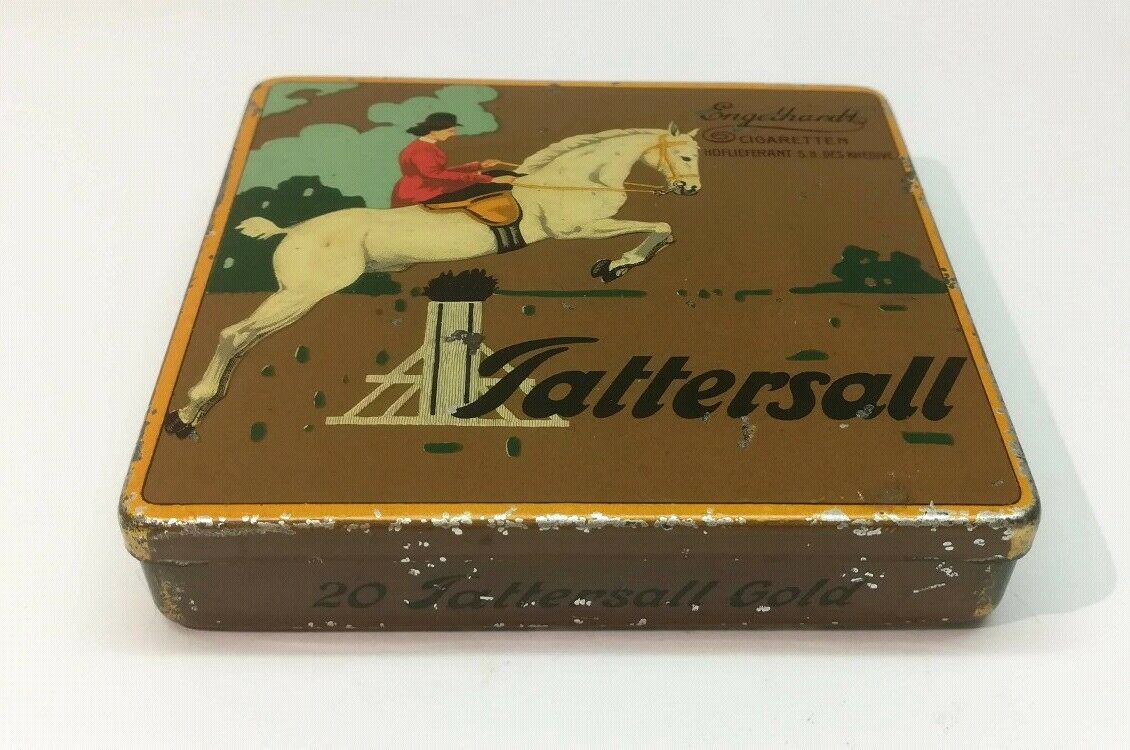 Engelhardt
CIGARETTEN
HOFLIEFERANT S.H. DES KHEDIVE
Tattersall
20 Tattersall Gold